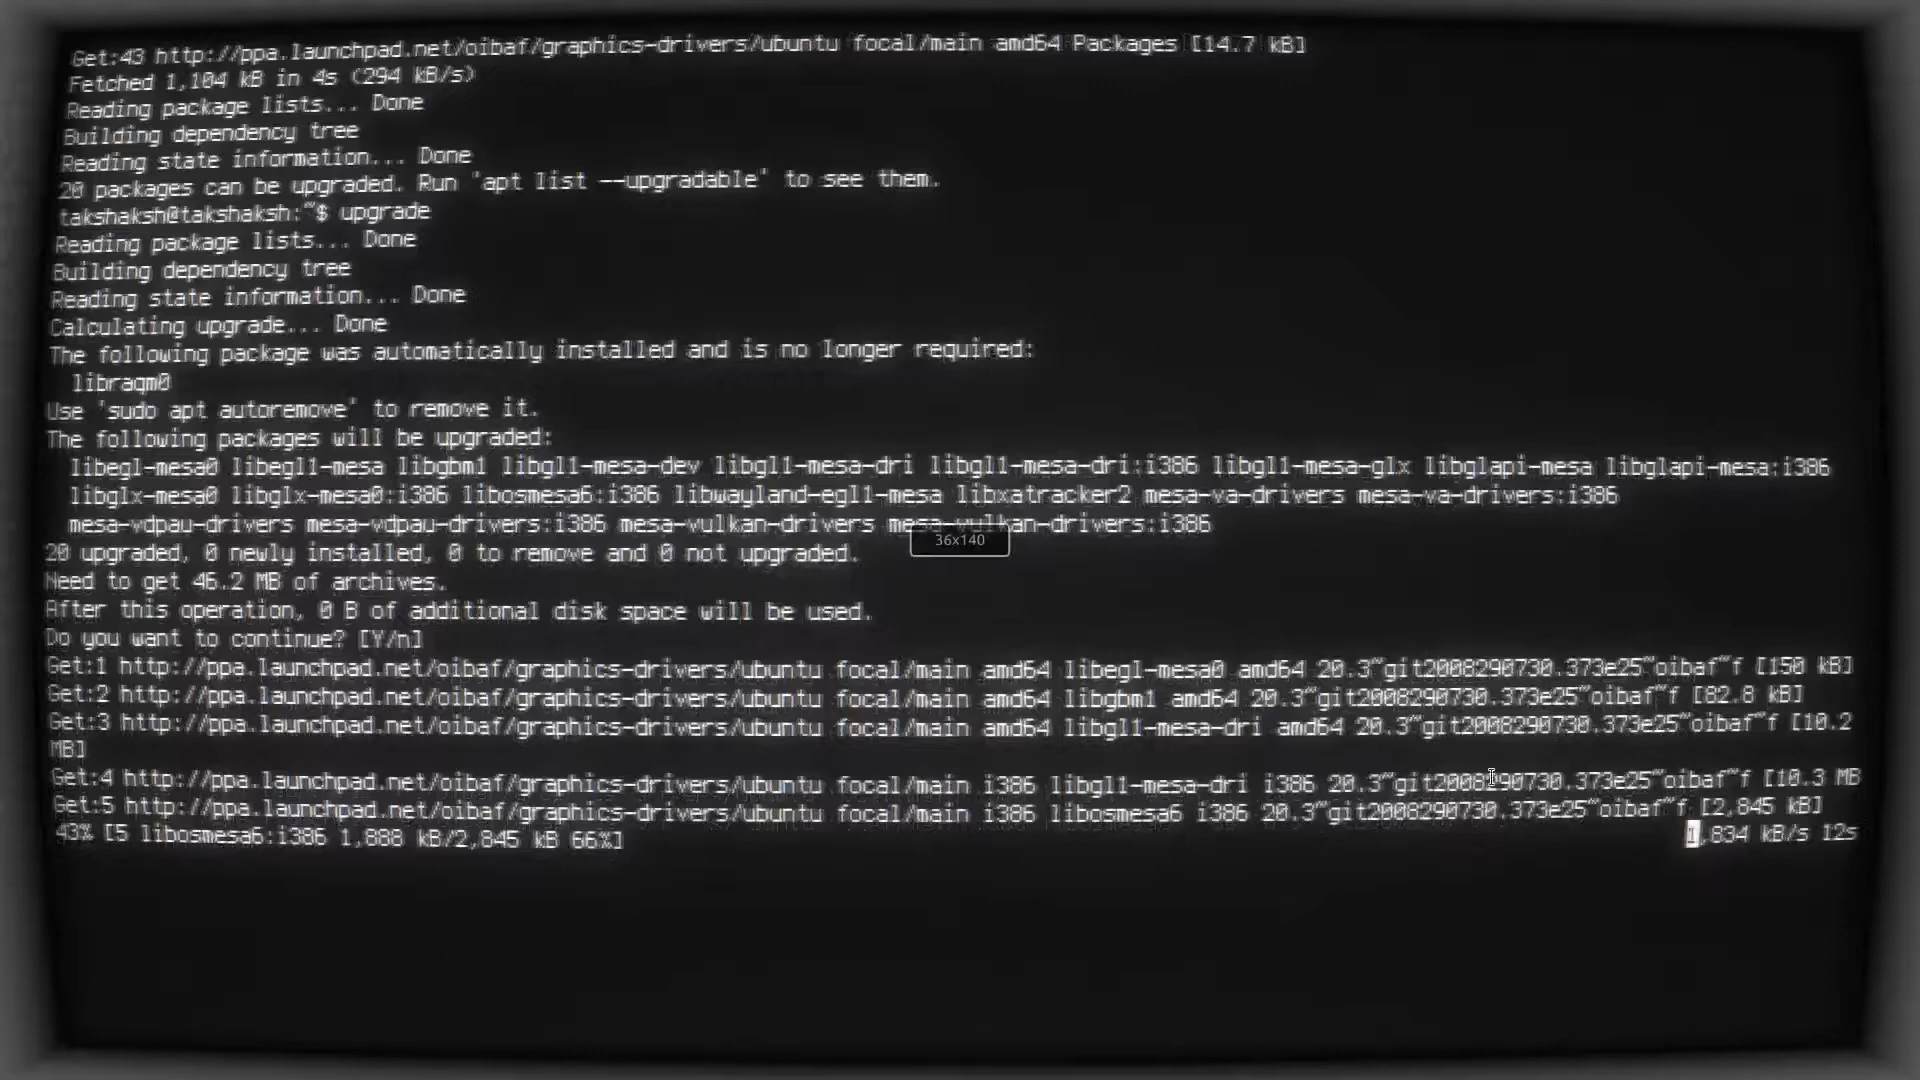 Get:43 http://ppa.launchpad.net/oibaf/graphics-drivers/ubuntu focal/main amd64 Packages [14.7 kB]
Fetched 1,104 kB in 4s (294 kB/s)
Reading package lists... Done
Building dependency tree
Reading state information... Done
20 packages can be upgraded. Run 'apt list --upgradable' to see them.
takshaksh@takshaksh:~$ upgrade
Reading package lists... Done
Building dependency tree
Reading state information... Done
Calculating upgrade... Done
The following package was automatically installed and is no longer required:
libraqm0
Use 'sudo apt autoremove' to remove it.
The following packages will be upgraded:
libegl-mesa0 libegl1-mesa libgbm1 libgl1-mesa-dev libgl1-mesa-dri libgl1-mesa-dri:i386 libgl1-mesa-glx libglapi-mesa libglapi-mesa:i386
libglx-mesa0 libglx-mesa0:i386 libosmesa6:i386 libwayland-egl1-mesa libxatracker2 mesa-va-drivers mesa-va-drivers:i386
mesa-vdpau-drivers mesa-vdpau-drivers:i386 mesa-vulkan-drivers mesa-vulkan-drivers:i386
36x140
20 upgraded, 0 newly installed, 0 to remove and 0 not upgraded.
Need to get 46.2 MB of archives.
After this operation, 0 B of additional disk space will be used.
Do you want to continue? [Y/n]
Get:1 http://ppa.launchpad.net/oibaf/graphics-drivers/ubuntu focal/main amd64 libegl-mesa0 amd64 20.3~git2008290730.373e25~oibaf~f [150 kB]
Get:2 http://ppa.launchpad.net/oibaf/graphics-drivers/ubuntu focal/main amd64 libgbm1 amd64 20.3~git2008290730.373e25~oibaf~f [82.8 kB]
Get:3 http://ppa.launchpad.net/oibaf/graphics-drivers/ubuntu focal/main amd64 libgl1-mesa-dri amd64 20.3~git2008290730.373e25~oibaf~f [10.2
MB]
Get:4 http://ppa.launchpad.net/oibaf/graphics-drivers/ubuntu focal/main i386 libgl1-mesa-dri i386 20.3~git2008290730.373e25~oibaf~f [10.3 MB
Get:5 http://ppa.launchpad.net/oibaf/graphics-drivers/ubuntu focal/main i386 libosmesa6 i386 20.3~git2008290730.373e25~oibaf~f [2,845 kB]
43% [5 libosmesa6:i386 1,888 kB/2,845 kB 66%] 1,834 kB/s 12s